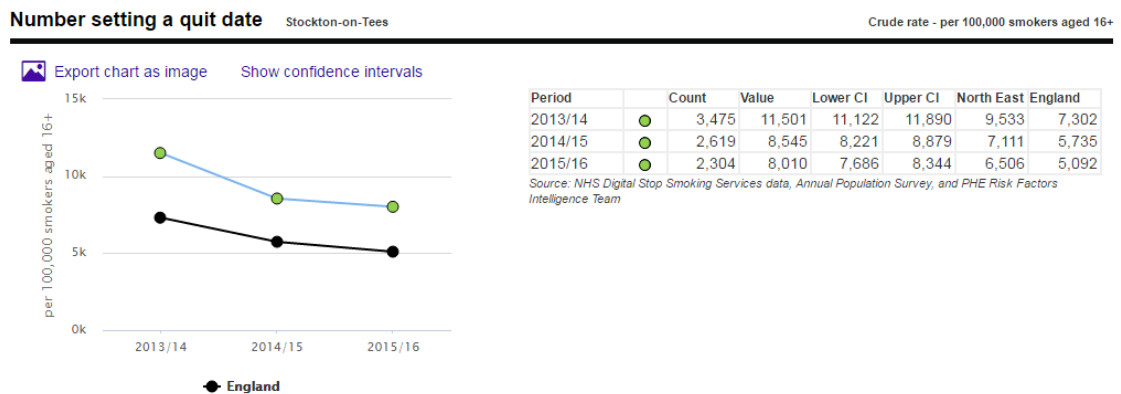 Number setting a quit date Stockton-on-Tees Crude rate - per 100,000 smokers aged 16+
Export chart as image Show confidence intervals
15k
10k
5k
0k
per 100,000 smokers aged 16+
2013/14 2014/15 2015/16
England
Period Count Value Lower CI Upper CI North East England
2013/14 3,475 11,501 11,122 11,890 9,533 7,302
2014/15 2,619 8,545 8,221 8,879 7,111 5,735
2015/16 2,304 8,010 7,686 8,344 6,506 5,092
Source: NHS Digital Stop Smoking Services data, Annual Population Survey, and PHE Risk Factors
Intelligence Team